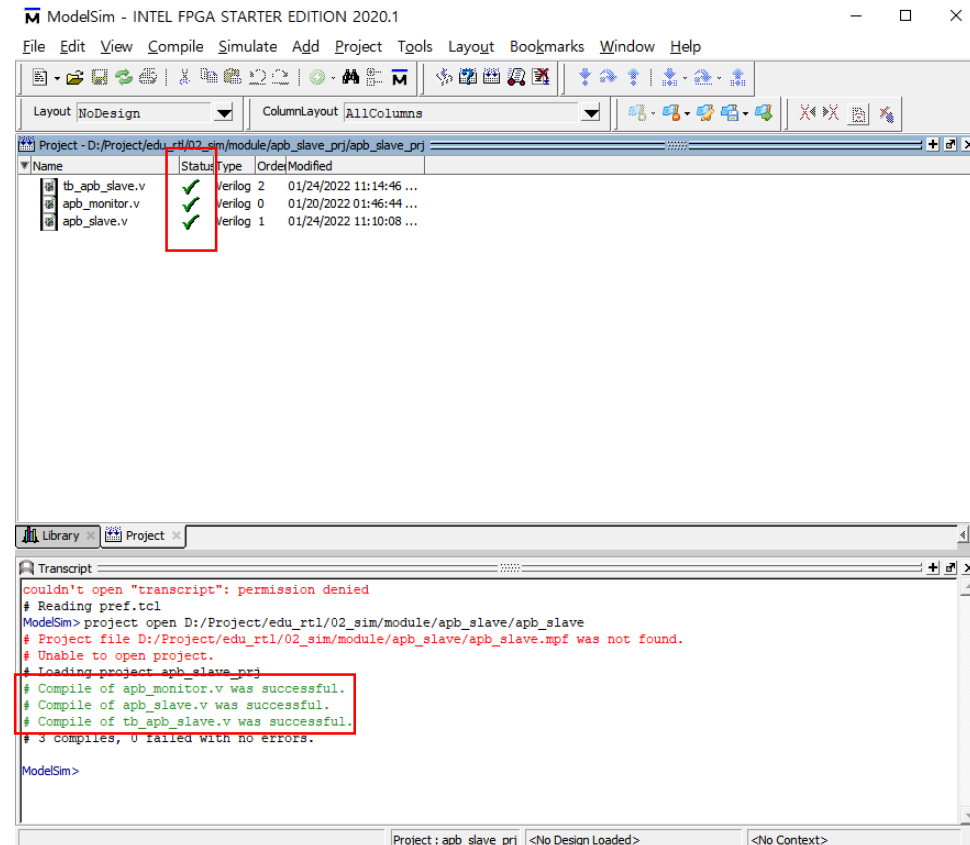 ModelSim - INTEL FPGA STARTER EDITION 2020.1
File Edit View Compile Simulate Add Project Tools Layout Bookmarks Window Help
Layout NoDesign ColumnLayout AllColumns
Project - D:/Project/edu_rtl/02_sim/module/apb_slave_prj/apb_slave_prj
Name Status Type Order Modified
tb_apb_slave.v Verilog 2 01/24/2022 11:14:46 ...
apb_monitor.v Verilog 0 01/20/2022 01:46:44 ...
apb_slave.v Verilog 1 01/24/2022 11:10:08 ...
Library Project
Transcript
couldn't open "transcript": permission denied
# Reading pref.tcl
ModelSim> project open D:/Project/edu_rtl/02_sim/module/apb_slave/apb_slave
# Project file D:/Project/edu_rtl/02_sim/module/apb_slave/apb_slave.mpf was not found.
# Unable to open project.
# Loading project apb_slave_prj
# Compile of apb_monitor.v was successful.
# Compile of apb_slave.v was successful.
# Compile of tb_apb_slave.v was successful.
# 3 compiles, 0 failed with no errors.
ModelSim>
Project : apb_slave_prj <No Design Loaded> <No Context>